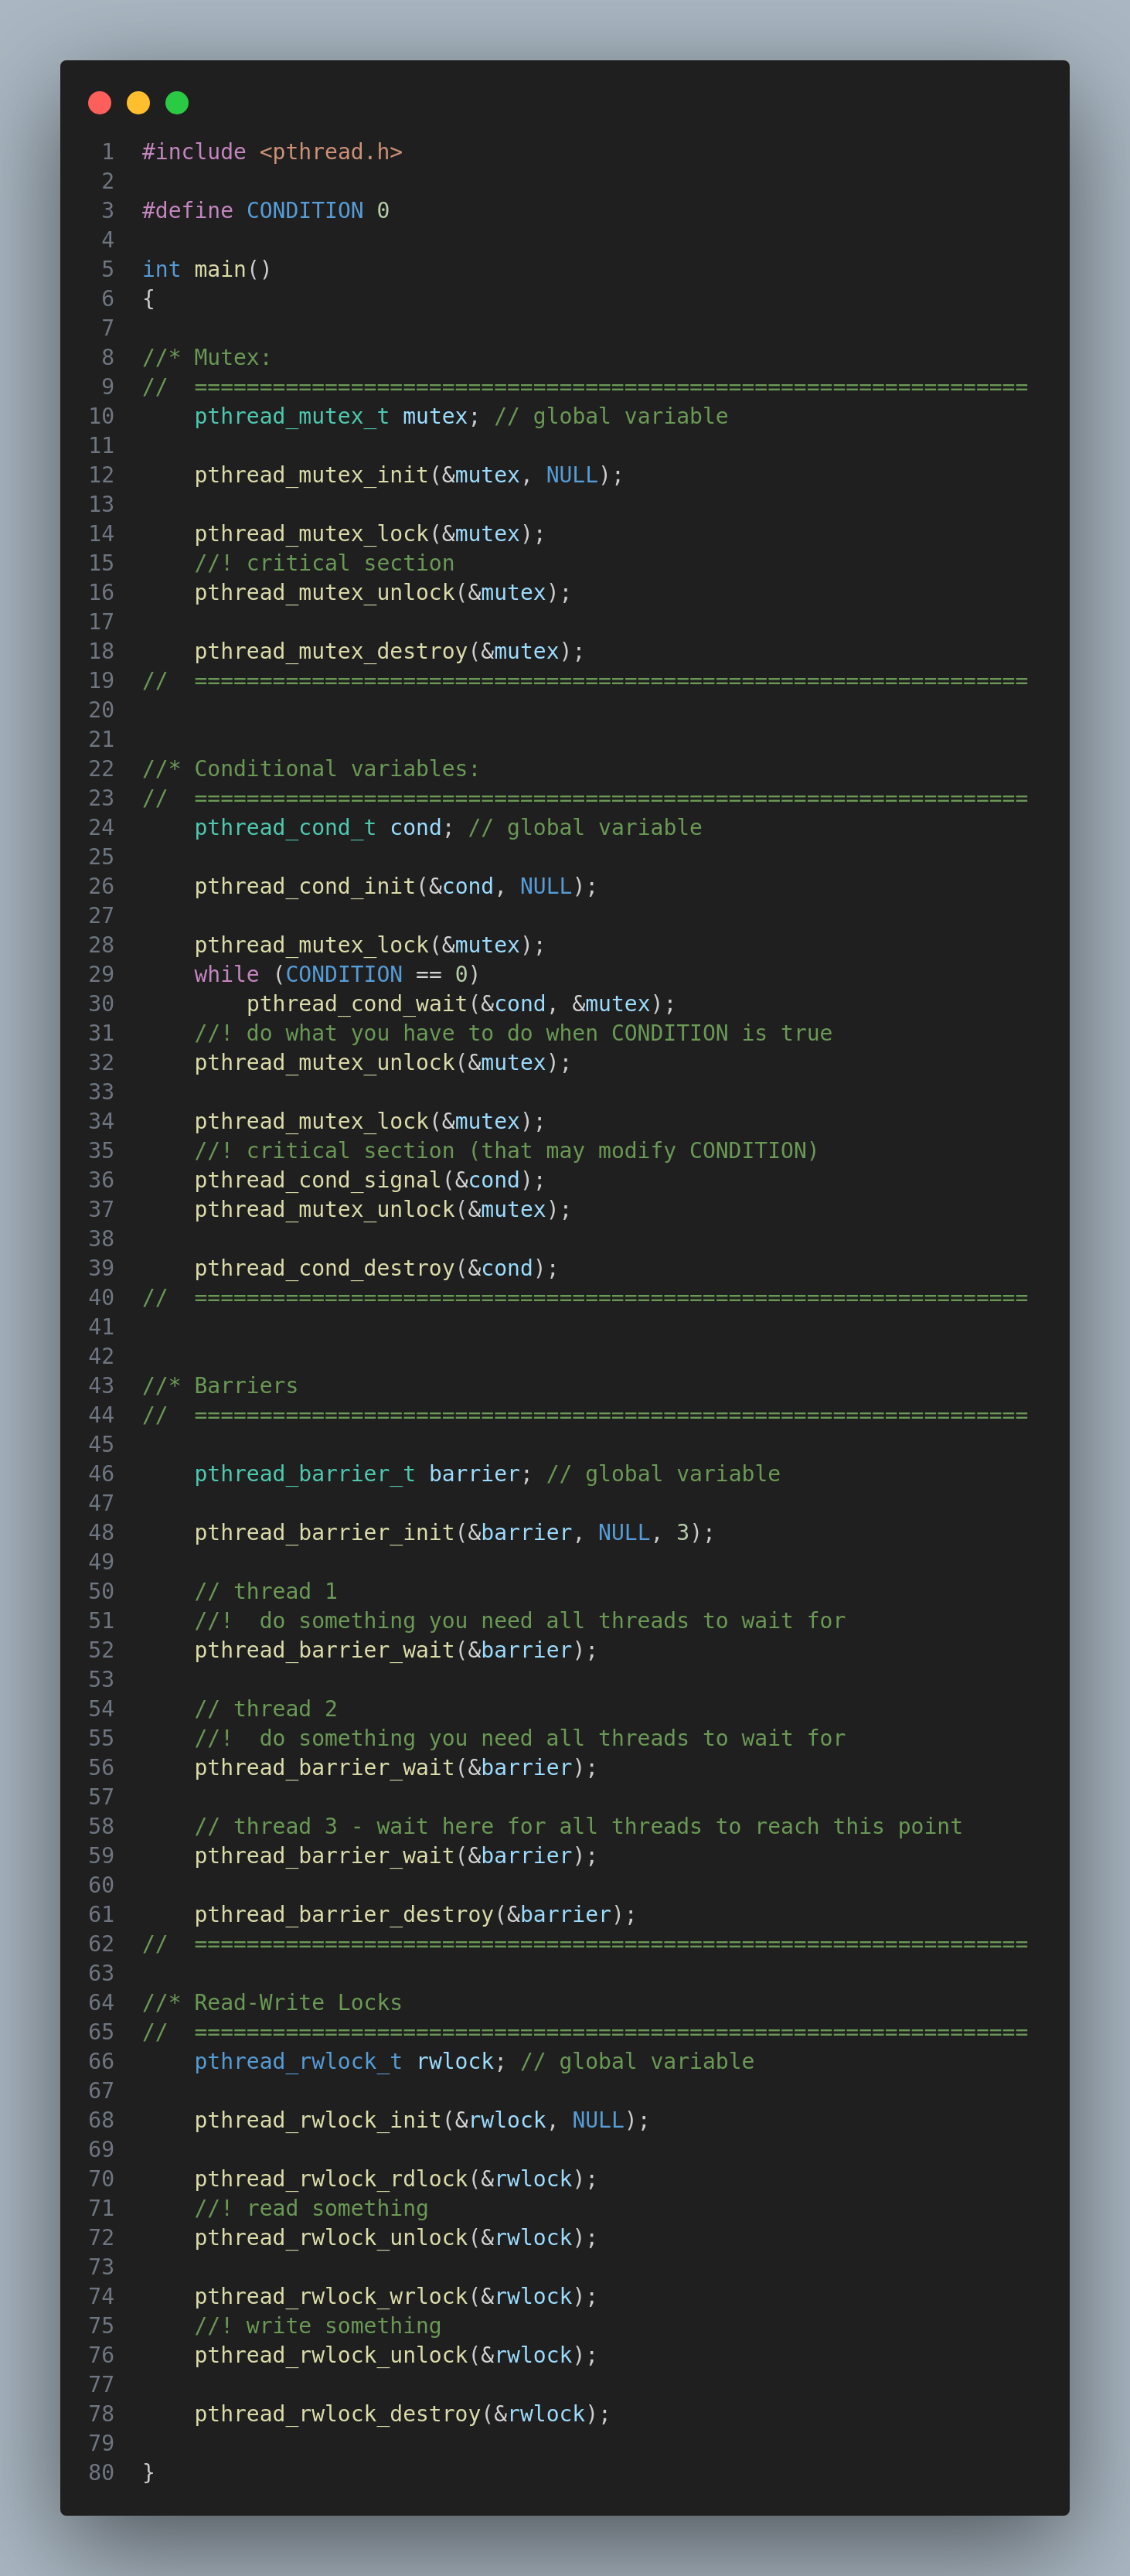 1 #include <pthread.h>
2
3 #define CONDITION 0
4
5 int main()
6 {
7
8 //* Mutex:
9 //  ================================================================
10     pthread_mutex_t mutex; // global variable
11
12     pthread_mutex_init(&mutex, NULL);
13
14     pthread_mutex_lock(&mutex);
15     //! critical section
16     pthread_mutex_unlock(&mutex);
17
18     pthread_mutex_destroy(&mutex);
19 //  ================================================================
20
21
22 //* Conditional variables:
23 //  ================================================================
24     pthread_cond_t cond; // global variable
25
26     pthread_cond_init(&cond, NULL);
27
28     pthread_mutex_lock(&mutex);
29     while (CONDITION == 0)
30         pthread_cond_wait(&cond, &mutex);
31     //! do what you have to do when CONDITION is true
32     pthread_mutex_unlock(&mutex);
33
34     pthread_mutex_lock(&mutex);
35     //! critical section (that may modify CONDITION)
36     pthread_cond_signal(&cond);
37     pthread_mutex_unlock(&mutex);
38
39     pthread_cond_destroy(&cond);
40 //  ================================================================
41
42
43 //* Barriers
44 //  ================================================================
45
46     pthread_barrier_t barrier; // global variable
47
48     pthread_barrier_init(&barrier, NULL, 3);
49
50     // thread 1
51     //!  do something you need all threads to wait for
52     pthread_barrier_wait(&barrier);
53
54     // thread 2
55     //!  do something you need all threads to wait for
56     pthread_barrier_wait(&barrier);
57
58     // thread 3 - wait here for all threads to reach this point
59     pthread_barrier_wait(&barrier);
60
61     pthread_barrier_destroy(&barrier);
62 //  ================================================================
63
64 //* Read-Write Locks
65 //  ================================================================
66     pthread_rwlock_t rwlock; // global variable
67
68     pthread_rwlock_init(&rwlock, NULL);
69
70     pthread_rwlock_rdlock(&rwlock);
71     //! read something
72     pthread_rwlock_unlock(&rwlock);
73
74     pthread_rwlock_wrlock(&rwlock);
75     //! write something
76     pthread_rwlock_unlock(&rwlock);
77
78     pthread_rwlock_destroy(&rwlock);
79
80 }